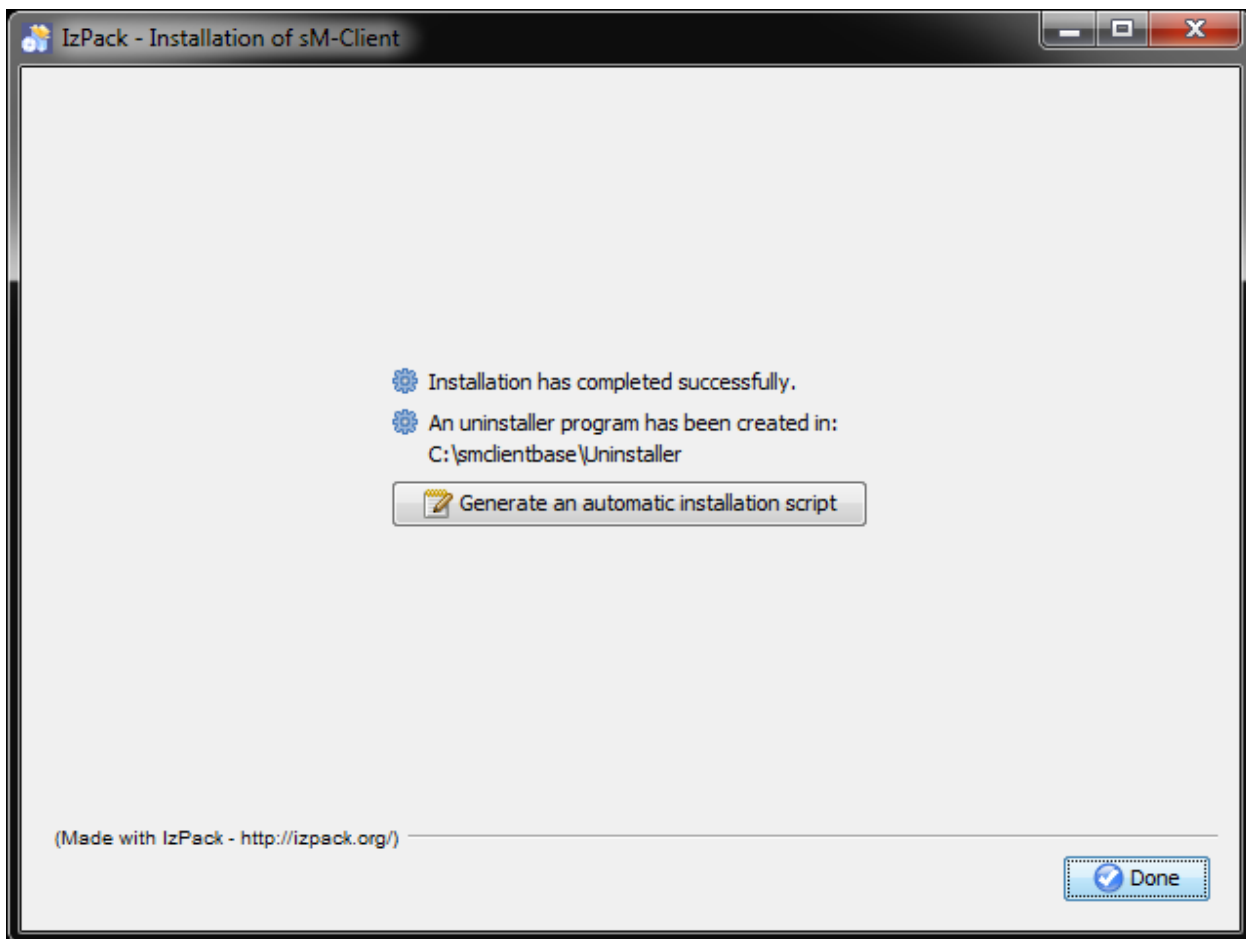 IzPack - Installation of sM-Client
Installation has completed successfully.
An uninstaller program has been created in:
C:\smclientbase\Uninstaller
Generate an automatic installation script
(Made with IzPack - http://izpack.org/)
Done